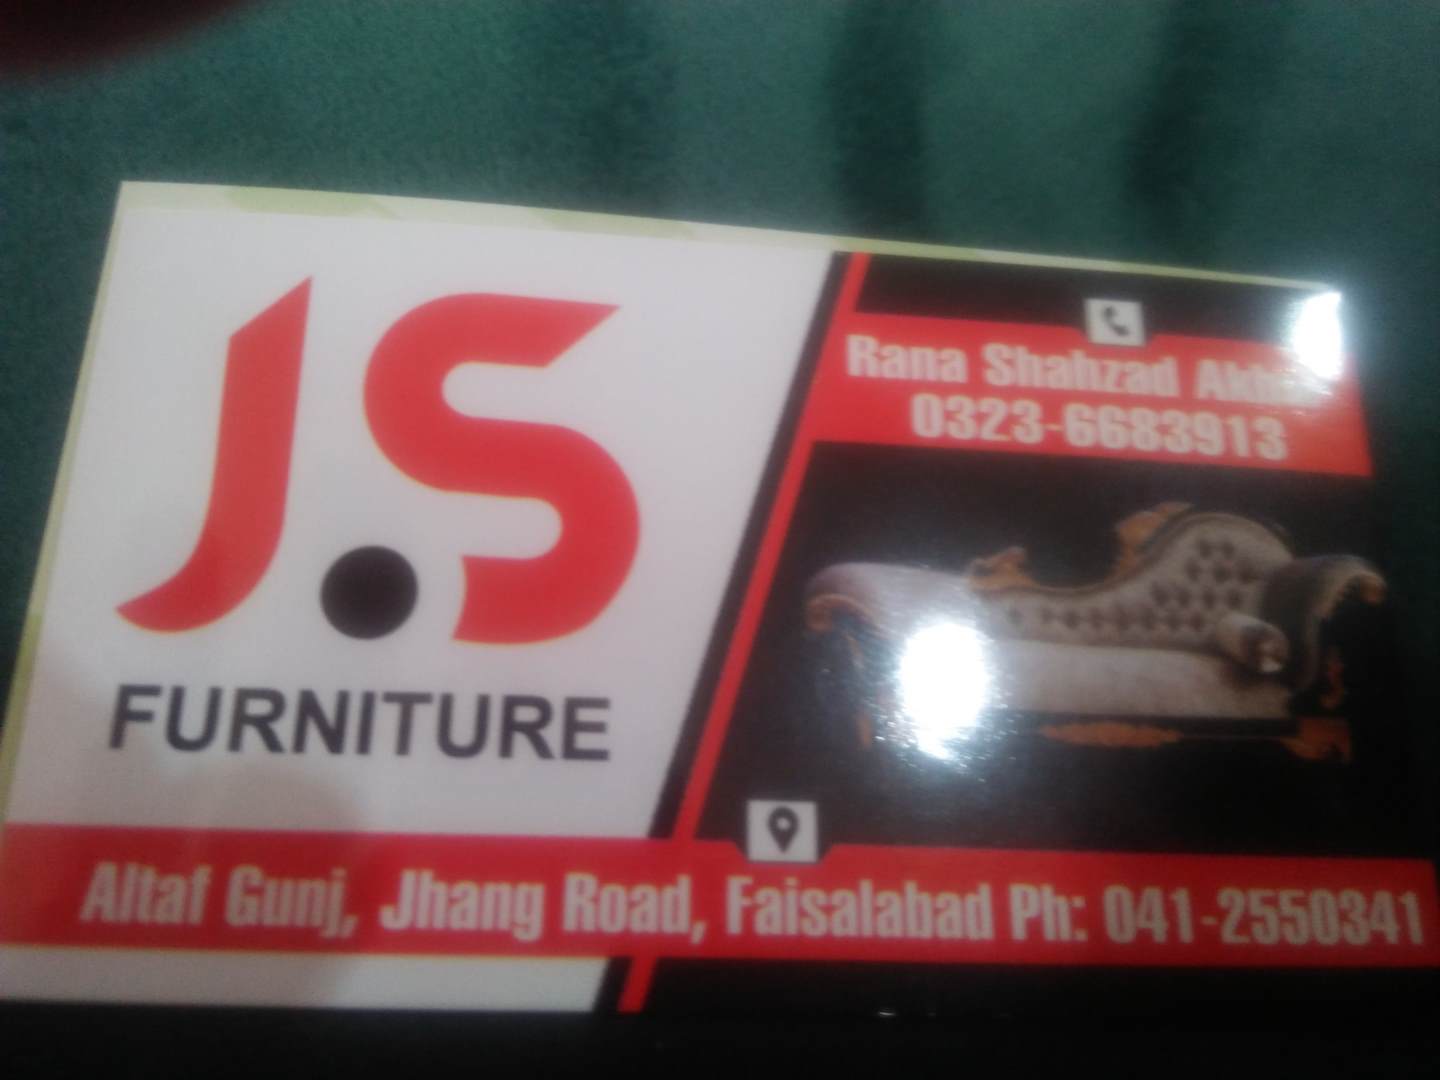 J.S
FURNITURE
Rana Shahzad
0323-6683913
Altaf Gunj, Jhang Road, Faisalabad Ph: 041-2550341